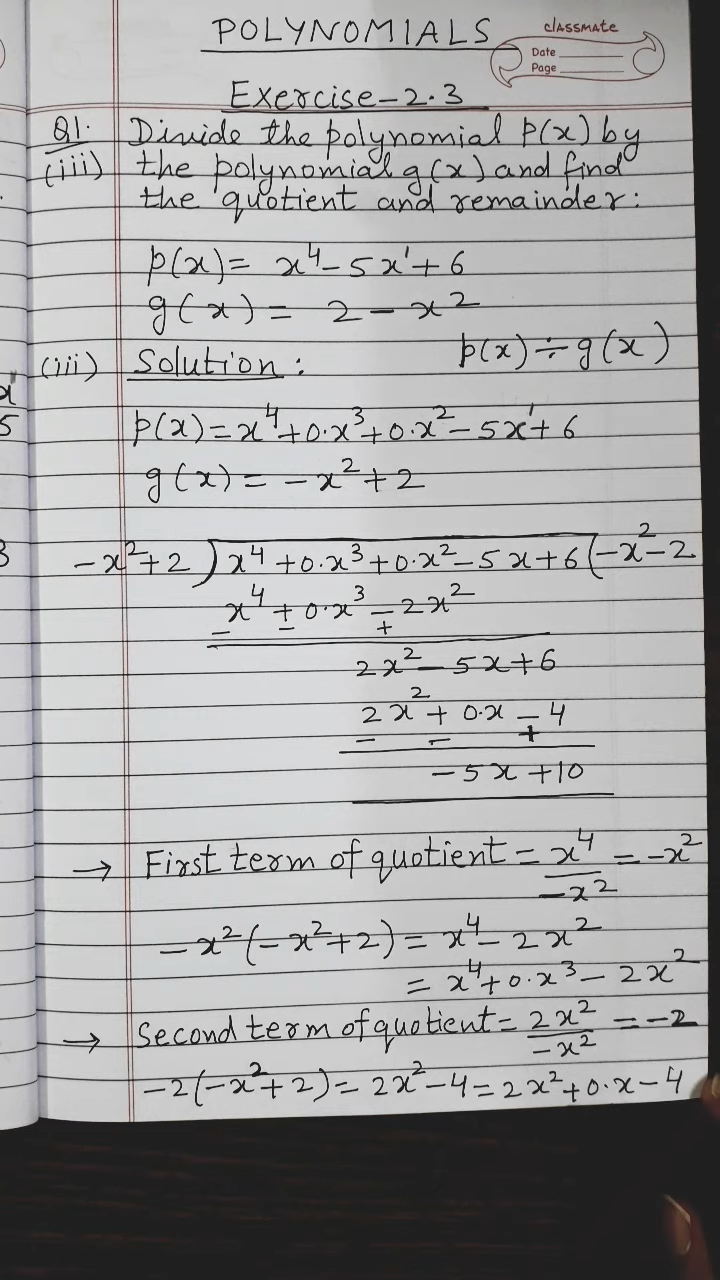 POLYNOMIALS
classmate
Date
Page
Exercise-2.3
Q1. Divide the polynomial p(x) by
(iii) the polynomial g(x) and find
the quotient and remainder:
p(x) = x⁴ - 5x¹ + 6
g(x) = 2 - x²
p(x) ÷ g(x)
(iii) Solution :
x
5
p(x) = x⁴ + 0·x³ + 0·x² - 5x¹ + 6
g(x) = -x² + 2
3
-x² + 2 ) x⁴ + 0·x³ + 0·x² - 5x + 6 ( -x² - 2
x⁴ + 0·x³ - 2x²
- - +
2x² - 5x + 6
2x² + 0·x - 4
- - +
-5x + 10
→ First term of quotient = x⁴/-x² = -x²
-x²(-x² + 2) = x⁴ - 2x²
= x⁴ + 0·x³ - 2x²
→ Second term of quotient = 2x²/-x² = -2
-2(-x² + 2) = 2x² - 4 = 2x² + 0·x - 4